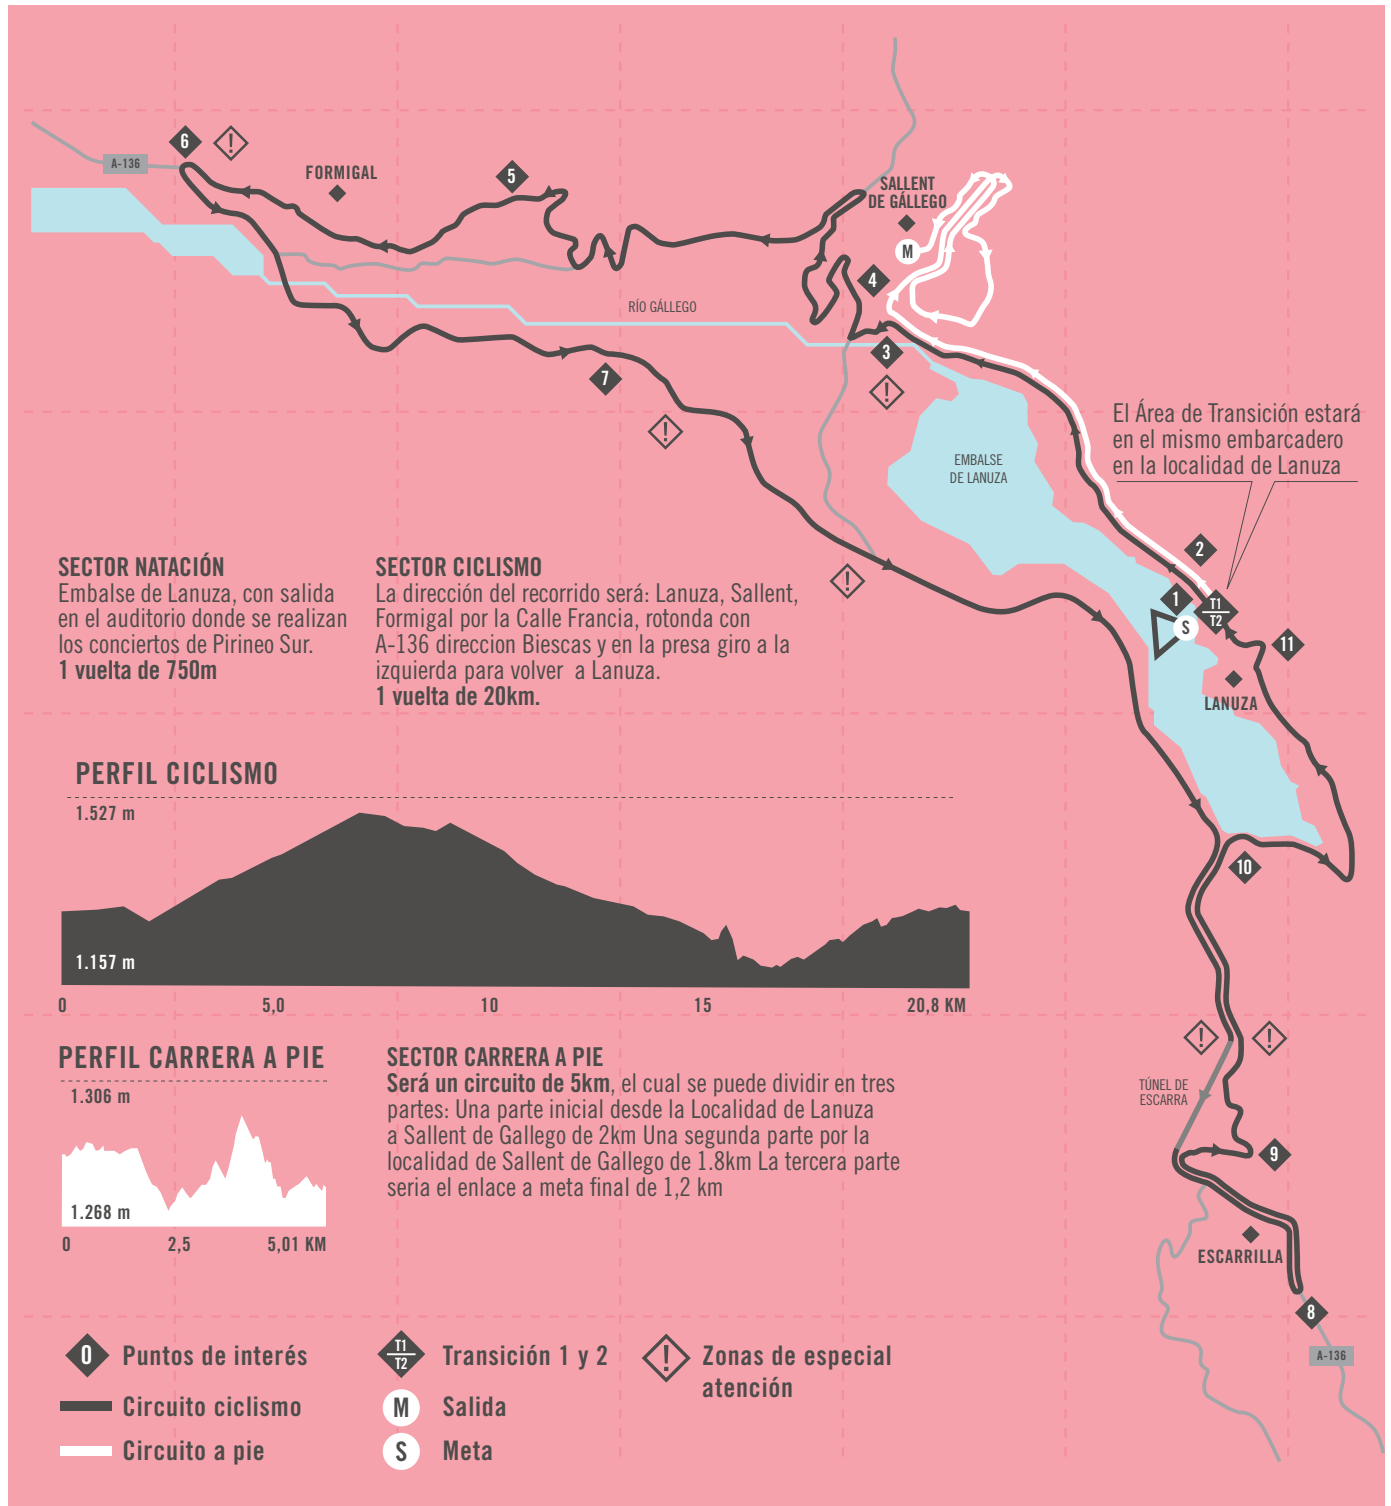 6
A-136
FORMIGAL
5
SALLENT
DE GÁLLEGO
M
4
RÍO GÁLLEGO
3
7
El Área de Transición estará
en el mismo embarcadero
en la localidad de Lanuza
EMBALSE
DE LANUZA
2
1
T1
T2
S
11
LANUZA
SECTOR NATACIÓN
Embalse de Lanuza, con salida
en el auditorio donde se realizan
los conciertos de Pirineo Sur.
1 vuelta de 750m
SECTOR CICLISMO
La dirección del recorrido será: Lanuza, Sallent,
Formigal por la Calle Francia, rotonda con
A-136 direccion Biescas y en la presa giro a la
izquierda para volver a Lanuza.
1 vuelta de 20km.
PERFIL CICLISMO
1.527 m
1.157 m
0
5,0
10
15
20,8 KM
10
PERFIL CARRERA A PIE
1.306 m
1.268 m
0
2,5
5,01 KM
SECTOR CARRERA A PIE
Será un circuito de 5km, el cual se puede dividir en tres
partes: Una parte inicial desde la Localidad de Lanuza
a Sallent de Gallego de 2km Una segunda parte por la
localidad de Sallent de Gallego de 1.8km La tercera parte
seria el enlace a meta final de 1,2 km
!
!
!
!
!
!
TÚNEL DE
ESCARRA
9
ESCARRILLA
8
A-136
0 Puntos de interés
Circuito ciclismo
Circuito a pie
T1
T2
Transición 1 y 2
M Salida
S Meta
! Zonas de especial
atención